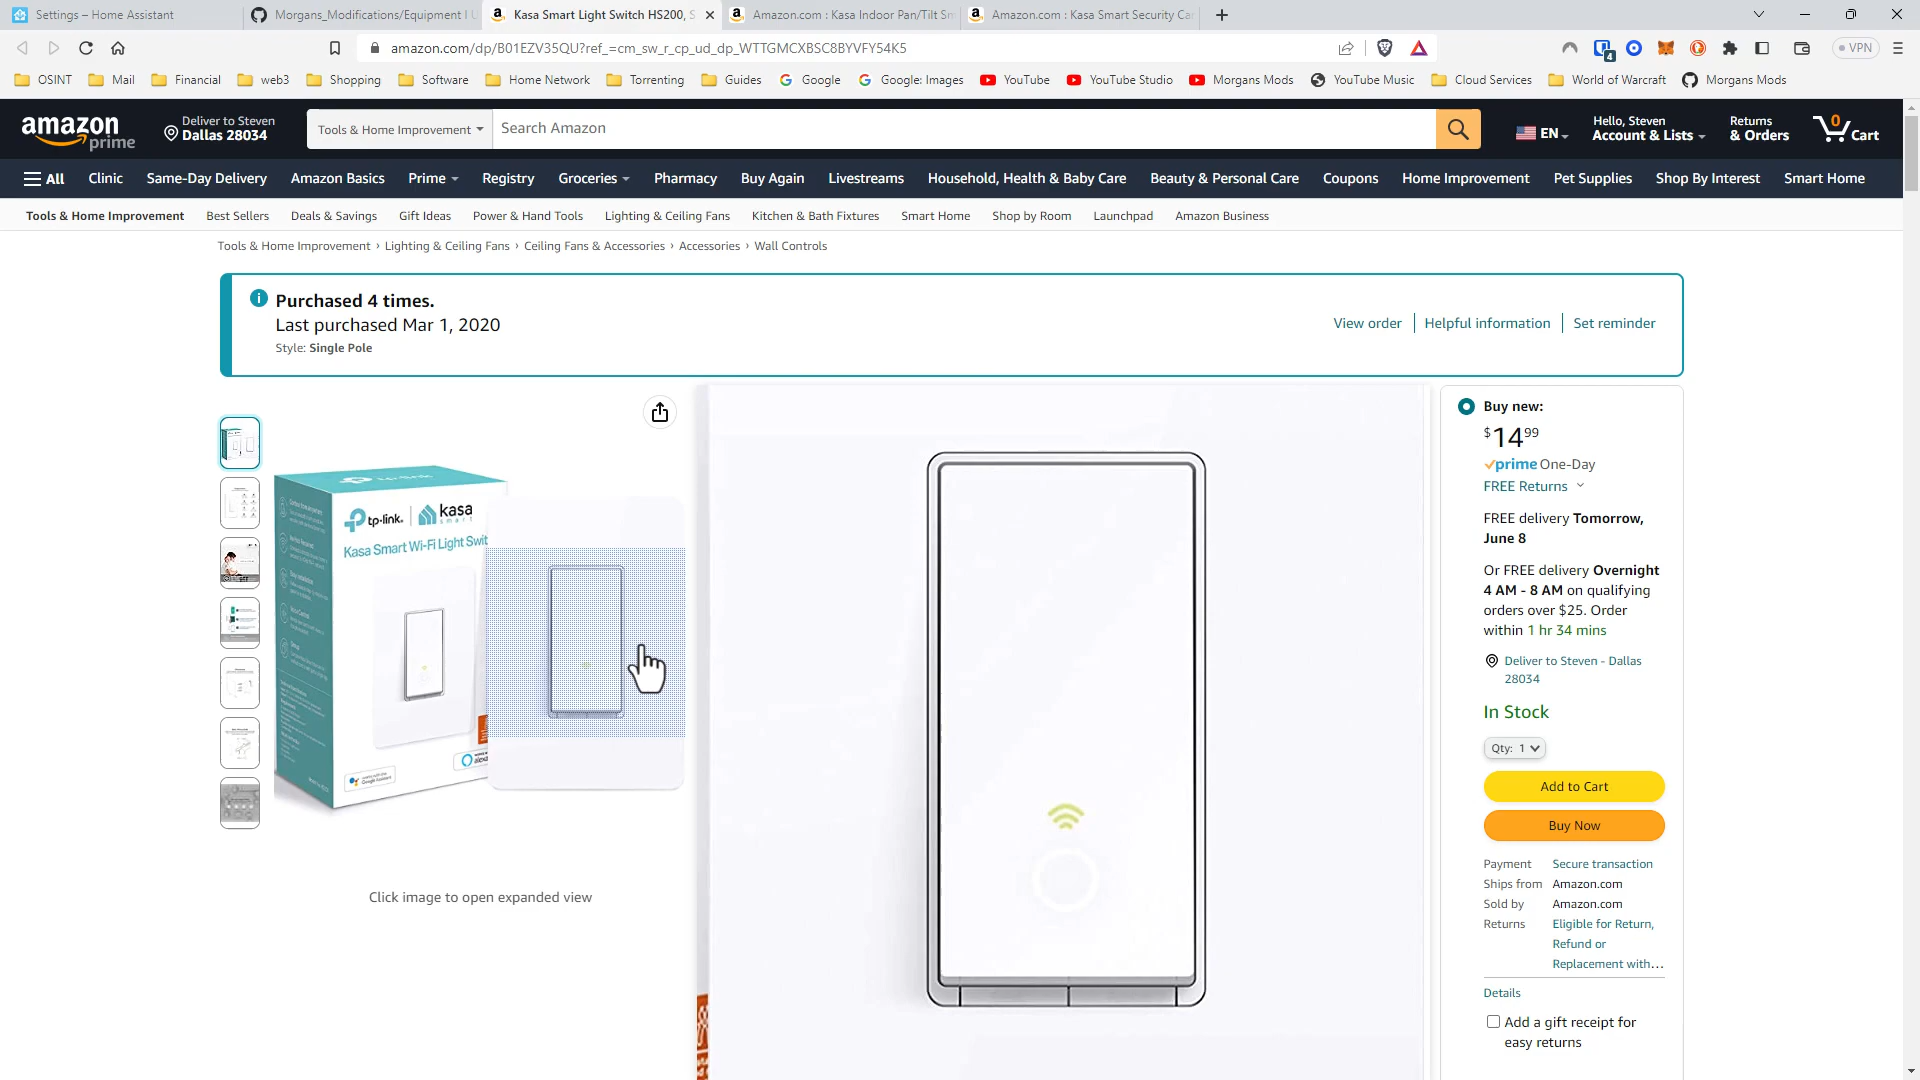 Settings – Home Assistant
Morgans_Modifications/Equipment l U
Kasa Smart Light Switch HS200, S
Amazon.com : Kasa Indoor Pan/Tilt Sm
Amazon.com : Kasa Smart Security Car
amazon.com/dp/B01EZV35QU?ref_=cm_sw_r_cp_ud_dp_WTTGMCXBSC8BYVFY54K5
4
VPN
OSINT
Mail
Financial
web3
Shopping
Software
Home Network
Torrenting
Guides
Google
Google: Images
YouTube
YouTube Studio
Morgans Mods
YouTube Music
Cloud Services
World of Warcraft
Morgans Mods
amazon
prime
Deliver to Steven
Dallas 28034
Tools & Home Improvement
Search Amazon
EN
Hello, Steven
Account & Lists
Returns
& Orders
0
Cart
All
Clinic
Same-Day Delivery
Amazon Basics
Prime
Registry
Groceries
Pharmacy
Buy Again
Livestreams
Household, Health & Baby Care
Beauty & Personal Care
Coupons
Home Improvement
Pet Supplies
Shop By Interest
Smart Home
Tools & Home Improvement
Best Sellers
Deals & Savings
Gift Ideas
Power & Hand Tools
Lighting & Ceiling Fans
Kitchen & Bath Fixtures
Smart Home
Shop by Room
Launchpad
Amazon Business
Tools & Home Improvement › Lighting & Ceiling Fans › Ceiling Fans & Accessories › Accessories › Wall Controls
Purchased 4 times.
Last purchased Mar 1, 2020
Style: Single Pole
View order
Helpful information
Set reminder
tp-link
kasa
smart
Kasa Smart Wi-Fi Light Swit
Click image to open expanded view
Buy new:
$14 99
prime One-Day
FREE Returns
FREE delivery Tomorrow,
June 8
Or FREE delivery Overnight
4 AM - 8 AM on qualifying
orders over $25. Order
within 1 hr 34 mins
Deliver to Steven - Dallas
28034
In Stock
Qty: 1
Add to Cart
Buy Now
Payment Secure transaction
Ships from Amazon.com
Sold by Amazon.com
Returns Eligible for Return,
Refund or
Replacement with…
Details
Add a gift receipt for
easy returns